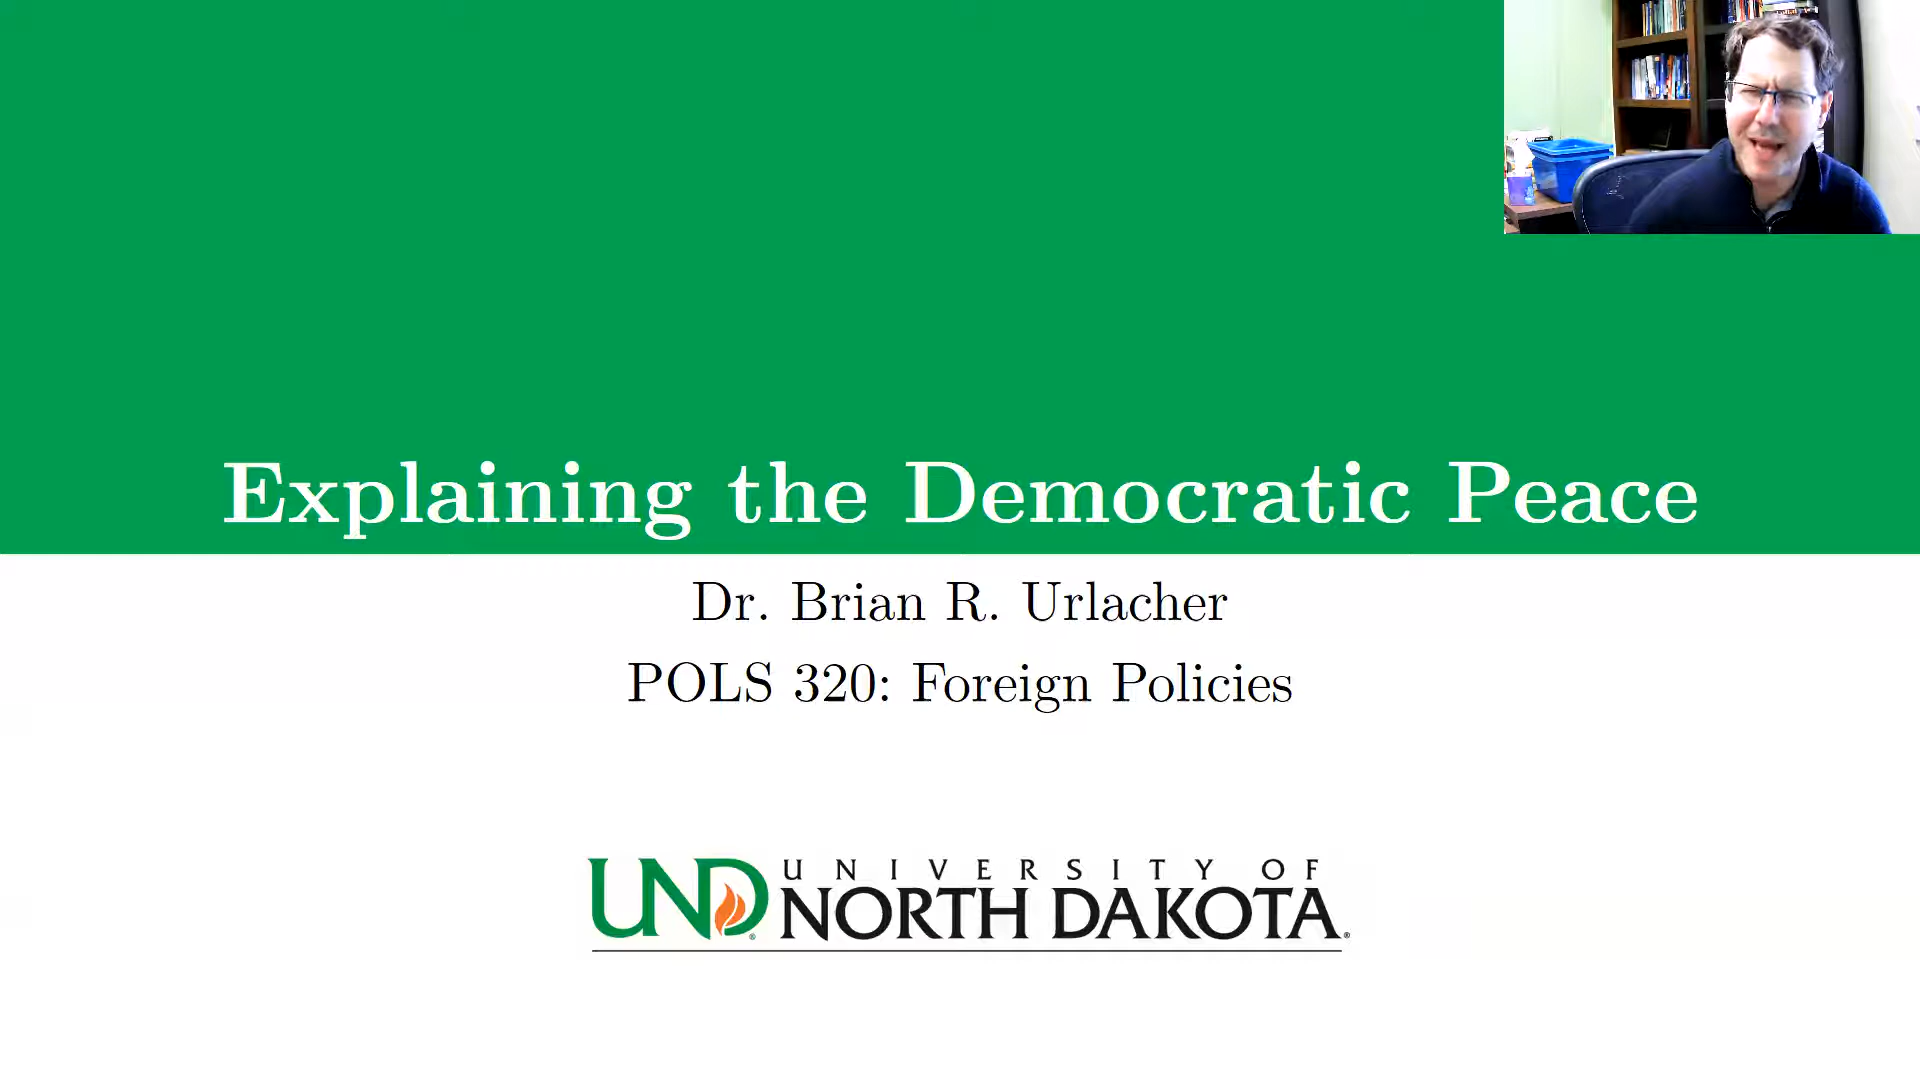 Explaining the Democratic Peace
Dr. Brian R. Urlacher
POLS 320: Foreign Policies
UND UNIVERSITY OF
NORTH DAKOTA